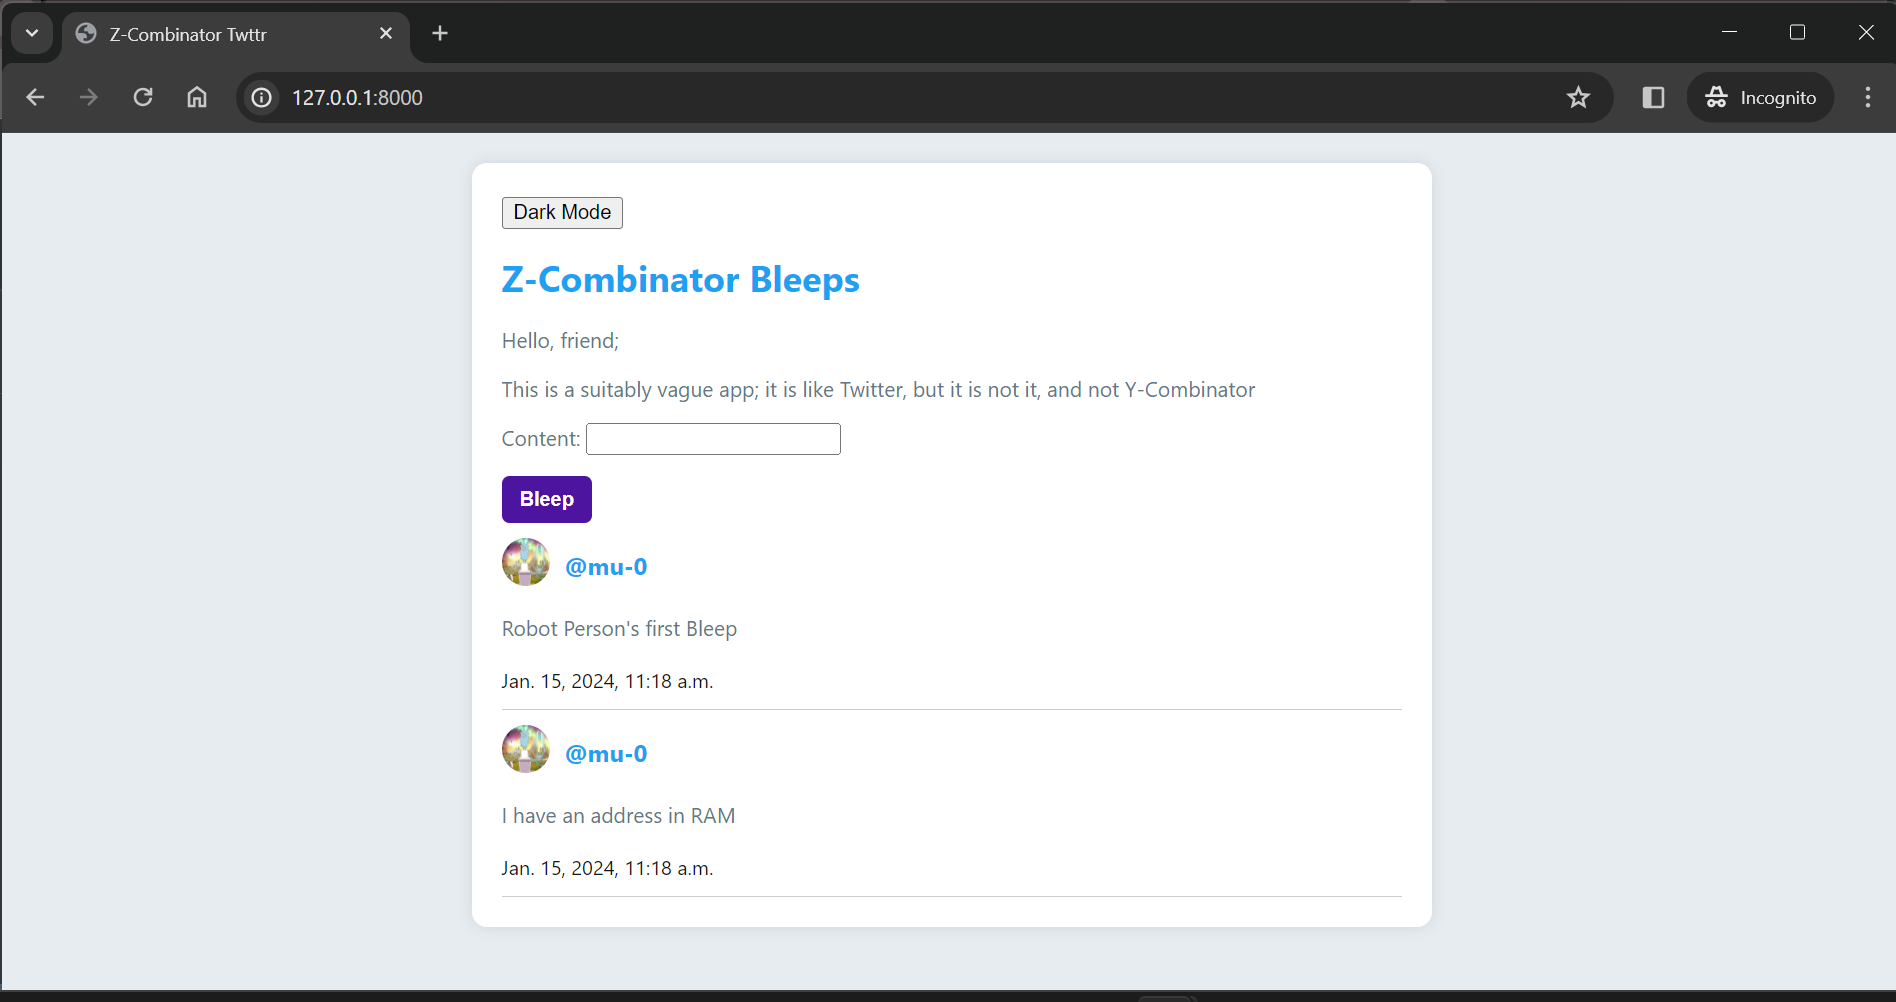 Z-Combinator Twttr
127.0.0.1:8000
Incognito
Dark Mode
Z-Combinator Bleeps
Hello, friend;
This is a suitably vague app; it is like Twitter, but it is not it, and not Y-Combinator
Content:
Bleep
@mu-0
Robot Person's first Bleep
Jan. 15, 2024, 11:18 a.m.
@mu-0
I have an address in RAM
Jan. 15, 2024, 11:18 a.m.